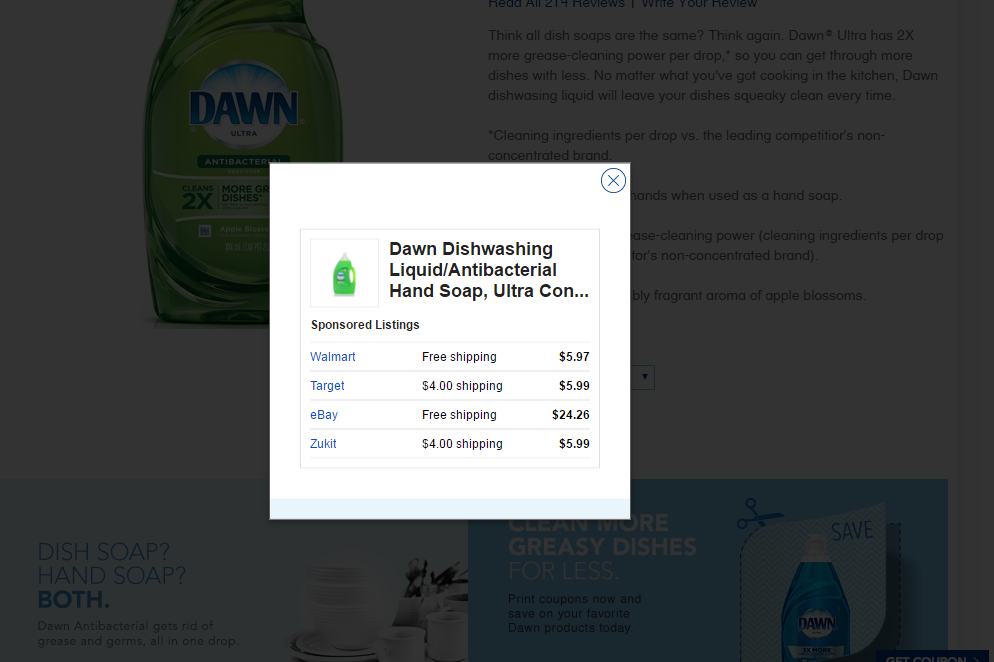 Read All 214 Reviews | Write Your Review
Think all dish soaps are the same? Think again. Dawn® Ultra has 2X
more grease-cleaning power per drop,* so you can get through more
dishes with less. No matter what you've got cooking in the kitchen, Dawn
dishwasing liquid will leave your dishes squeaky clean every time.
*Cleaning ingredients per drop vs. the leading competitior's non-
concentrated brand.
hands when used as a hand soap.
ease-cleaning power (cleaning ingredients per drop
tor's non-concentrated brand).
bly fragrant aroma of apple blossoms.
DAWN
ULTRA
ANTIBACTERIAL
CLEANS
2X
MORE GR
DISHES*
Apple Blosso
Dawn Dishwashing
Liquid/Antibacterial
Hand Soap, Ultra Con...
Sponsored Listings
Walmart Free shipping $5.97
Target $4.00 shipping $5.99
eBay Free shipping $24.26
Zukit $4.00 shipping $5.99
DISH SOAP?
HAND SOAP?
BOTH.
Dawn Antibacterial gets rid of
grease and germs, all in one drop.
CLEAN MORE
GREASY DISHES
FOR LESS.
Print coupons now and
save on your favorite
Dawn products today.
SAVE
DAWN
GET COUPON